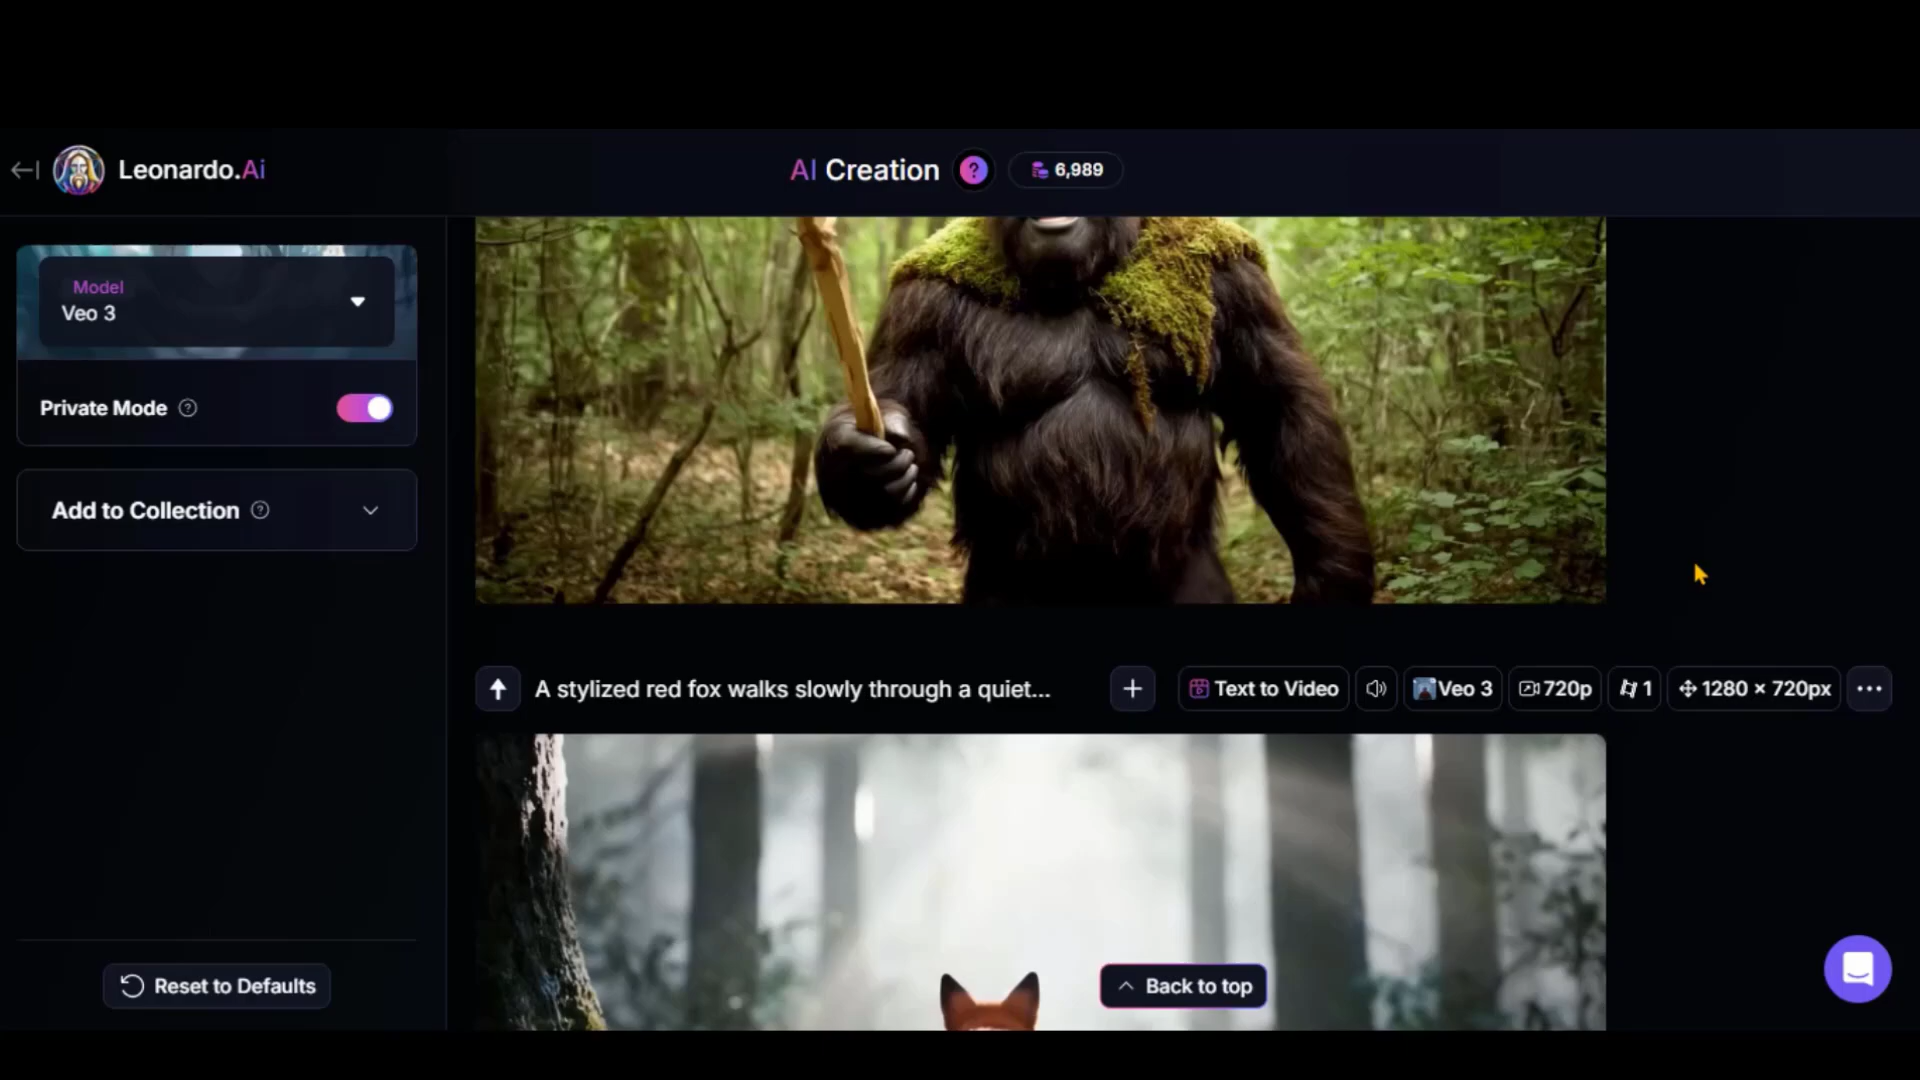 Leonardo.Ai
AI Creation ? 6,989
Model
Veo 3
Private Mode ?
Add to Collection ?
A stylized red fox walks slowly through a quiet...
Text to Video
Veo 3
720p
1
1280 × 720px
Reset to Defaults
Back to top